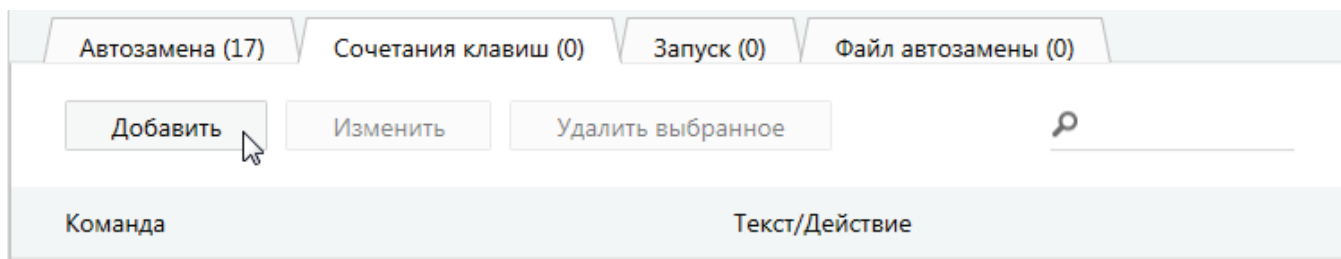 Автозамена (17) Сочетания клавиш (0) Запуск (0) Файл автозамены (0)
Добавить Изменить Удалить выбранное
Команда Текст/Действие